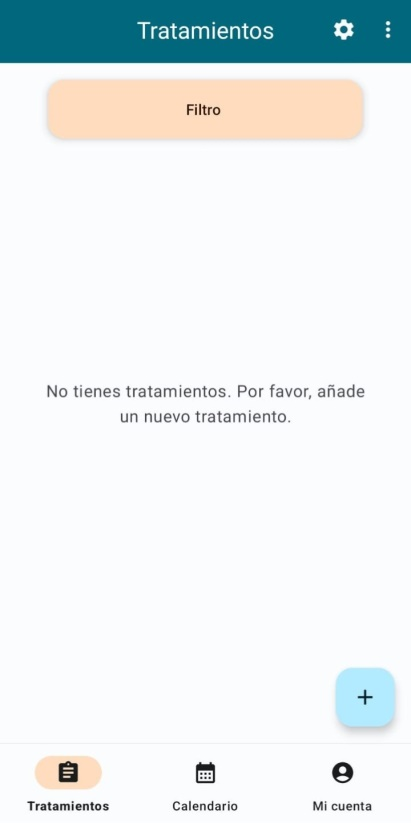 Tratamientos
Filtro
No tienes tratamientos. Por favor, añade
un nuevo tratamiento.
+
Tratamientos
Calendario
Mi cuenta